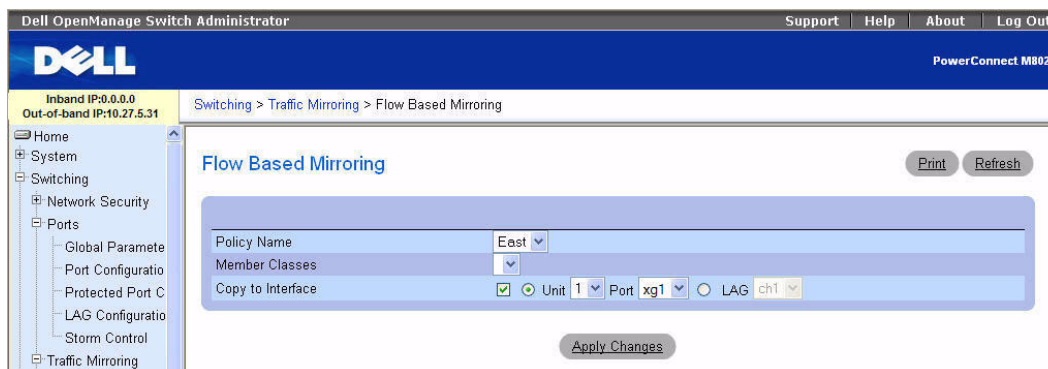 Dell OpenManage Switch Administrator
Support Help About Log Out
DELL
PowerConnect M802
Inband IP:0.0.0.0
Out-of-band IP:10.27.5.31
Switching > Traffic Mirroring > Flow Based Mirroring
Home
System
Switching
Network Security
Ports
Global Paramete
Port Configuratio
Protected Port C
LAG Configuratio
Storm Control
Traffic Mirroring
Flow Based Mirroring
Print Refresh
Policy Name East
Member Classes
Copy to Interface Unit 1 Port xg1 LAG ch1
Apply Changes